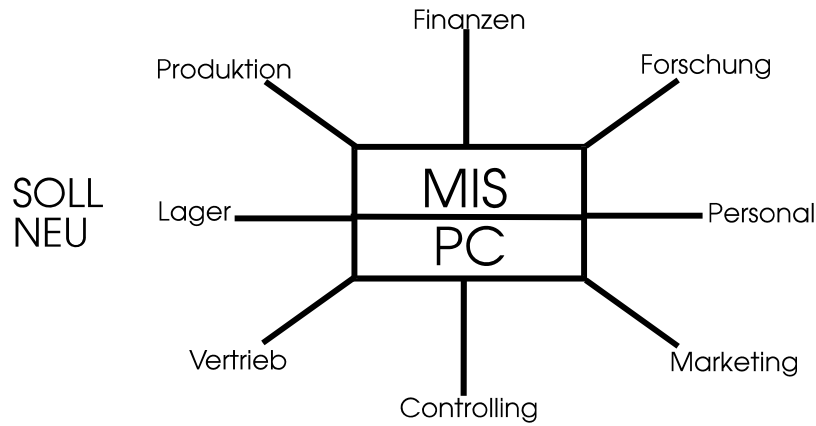 Finanzen
Produktion
Forschung
SOLL
NEU
MIS
Lager
Personal
PC
Vertrieb
Marketing
Controlling